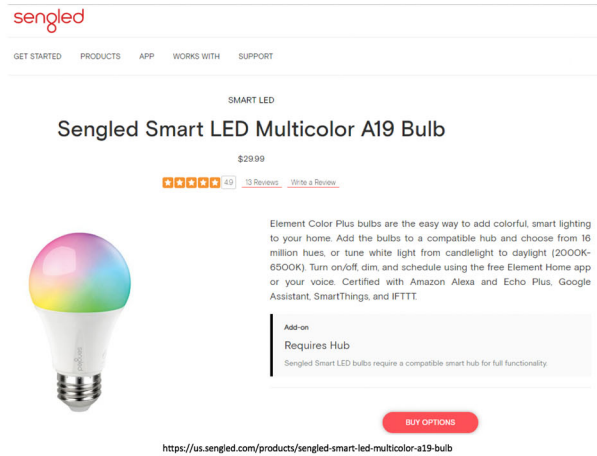 sengled
GET STARTED PRODUCTS APP WORKS WITH SUPPORT
SMART LED
Sengled Smart LED Multicolor A19 Bulb
$29.99
4.9 13 Reviews Write a Review
Element Color Plus bulbs are the easy way to add colorful, smart lighting
to your home. Add the bulbs to a compatible hub and choose from 16
million hues, or tune white light from candlelight to daylight (2000K-
6500K). Turn on/off, dim, and schedule using the free Element Home app
or your voice. Certified with Amazon Alexa and Echo Plus, Google
Assistant, SmartThings, and IFTTT.
Add-on
Requires Hub
Sengled Smart LED bulbs require a compatible smart hub for full functionality.
sengled
BUY OPTIONS
https://us.sengled.com/products/sengled-smart-led-multicolor-a19-bulb